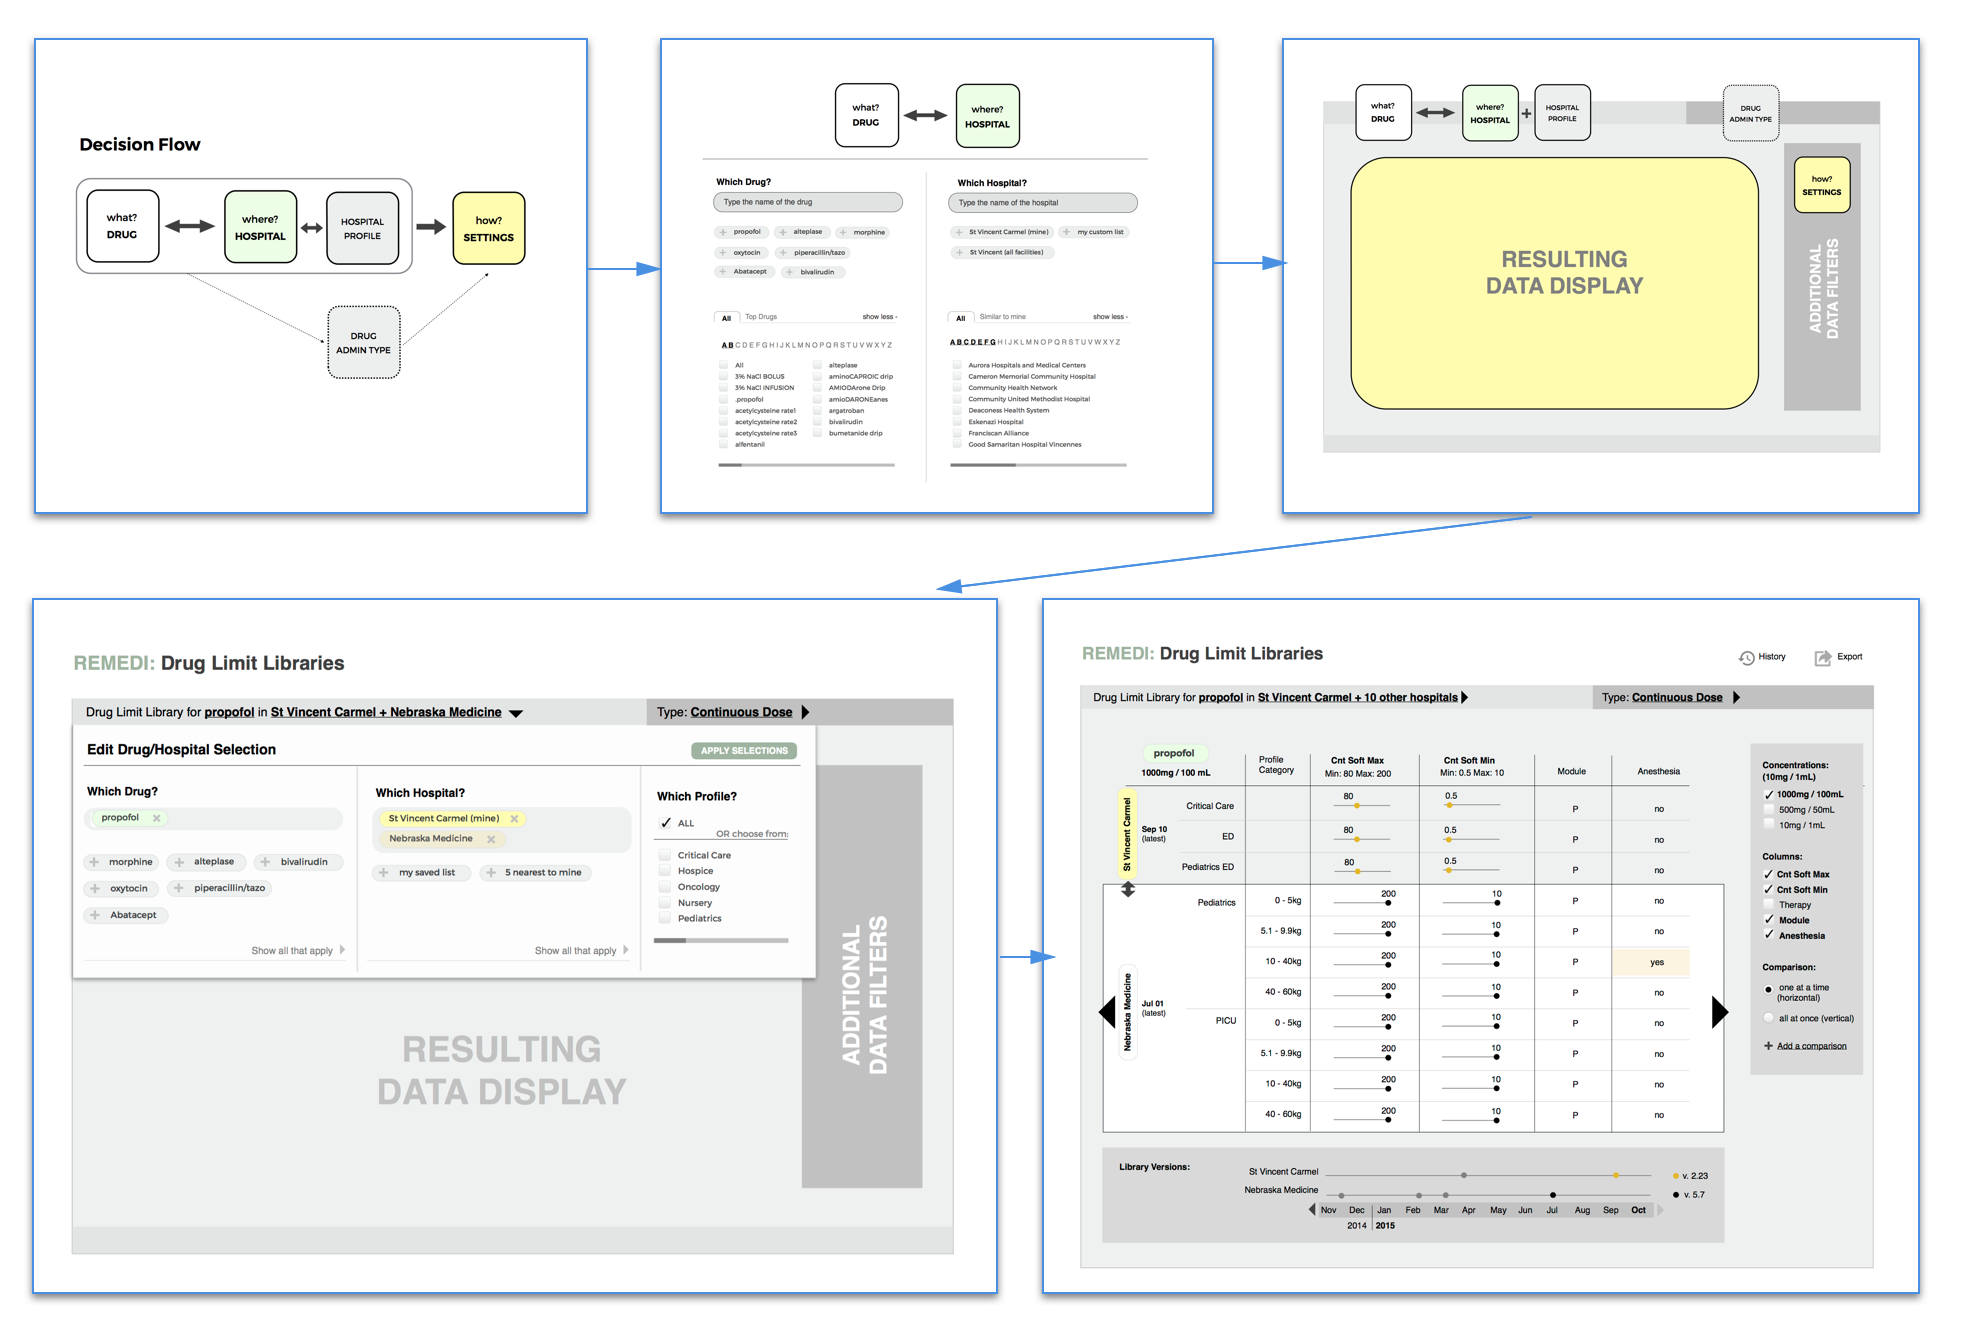 Decision Flow
what?
DRUG
where?
HOSPITAL
HOSPITAL
PROFILE
how?
SETTINGS
DRUG
ADMIN TYPE
what?
DRUG
where?
HOSPITAL
Which Drug?
Type the name of the drug
+ propofol + alteplase + morphine
+ oxytocin + piperacillin/tazo
+ Abatacept + bivalirudin
All Top Drugs show less -
A B C D E F G H I J K L M N O P Q R S T U V W X Y Z
All
3% NaCl BOLUS
3% NaCl INFUSION
.propofol
acetylcysteine rate1
acetylcysteine rate2
acetylcysteine rate3
alfentanil
alteplase
aminoCAPROIC drip
AMIODArone Drip
amioDARONEanes
argatroban
bivalirudin
bumetanide drip
Which Hospital?
Type the name of the hospital
+ St Vincent Carmel (mine) + my custom list
+ St Vincent (all facilities)
All Similar to mine show less -
A B C D E F G H I J K L M N O P Q R S T U V W X Y Z
Aurora Hospitals and Medical Centers
Cameron Memorial Community Hospital
Community Health Network
Community United Methodist Hospital
Deaconess Health System
Eskenazi Hospital
Franciscan Alliance
Good Samaritan Hospital Vincennes
what?
DRUG
where?
HOSPITAL
+
HOSPITAL
PROFILE
DRUG
ADMIN TYPE
RESULTING
DATA DISPLAY
how?
SETTINGS
ADDITIONAL
DATA FILTERS
REMEDI: Drug Limit Libraries
Drug Limit Library for propofol in St Vincent Carmel + Nebraska Medicine
Type: Continuous Dose
Edit Drug/Hospital Selection
APPLY SELECTIONS
Which Drug?
propofol ×
+ morphine + alteplase + bivalirudin
+ oxytocin + piperacillin/tazo
+ Abatacept
Show all that apply
Which Hospital?
St Vincent Carmel (mine) ×
Nebraska Medicine ×
+ my saved list + 5 nearest to mine
Show all that apply
Which Profile?
✓ ALL
OR choose from:
Critical Care
Hospice
Oncology
Nursery
Pediatrics
RESULTING
DATA DISPLAY
ADDITIONAL
DATA FILTERS
REMEDI: Drug Limit Libraries
History
Export
Drug Limit Library for propofol in St Vincent Carmel + 10 other hospitals
Type: Continuous Dose
propofol
1000mg / 100 mL
Profile
Category
Cnt Soft Max
Min: 80 Max: 200
Cnt Soft Min
Min: 0.5 Max: 10
Module
Anesthesia
St Vincent Carmel
Sep 10
(latest)
Critical Care 80 0.5 P no
ED 80 0.5 P no
Pediatrics ED 80 0.5 P no
Nebraska Medicine
Jul 01
(latest)
Pediatrics 0 - 5kg 200 10 P no
5.1 - 9.9kg 200 10 P no
10 - 40kg 200 10 P yes
40 - 60kg 200 10 P no
PICU 0 - 5kg 200 10 P no
5.1 - 9.9kg 200 10 P no
10 - 40kg 200 10 P no
40 - 60kg 200 10 P no
Concentrations:
(10mg / 1mL)
✓ 1000mg / 100mL
500mg / 50mL
10mg / 1mL
Columns:
✓ Cnt Soft Max
✓ Cnt Soft Min
Therapy
✓ Module
✓ Anesthesia
Comparison:
one at a time
(horizontal)
all at once (vertical)
+ Add a comparison
Library Versions:
St Vincent Carmel v. 2.23
Nebraska Medicine v. 5.7
Nov Dec Jan Feb Mar Apr May Jun Jul Aug Sep Oct
2014 2015